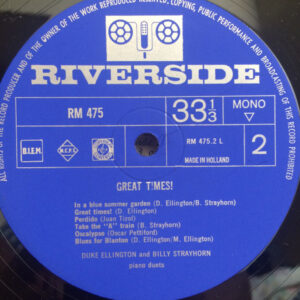 ALL RIGHTS OF THE RECORD PRODUCER AND OF THE OWNER OF THE WORK REPRODUCED RESERVED. COPYING, PUBLIC PERFORMANCE AND BROADCASTING OF THIS RECORD PROHIBITED
RIVERSIDE
RM 475
33 1/3
MONO
▽
B.I.E.M.
N.C.B.
RM 475.2 L
MADE IN HOLLAND
2
GREAT TIMES!
In a blue summer garden (D. Ellington/B. Strayhorn)
Great times! (D. Ellington)
Perdido (Juan Tizol)
Take the "A" train (B. Strayhorn)
Oscalypso (Oscar Pettiford)
Blues for Blanton (D. Ellington/M. Ellington)
DUKE ELLINGTON and BILLY STRAYHORN
piano duets